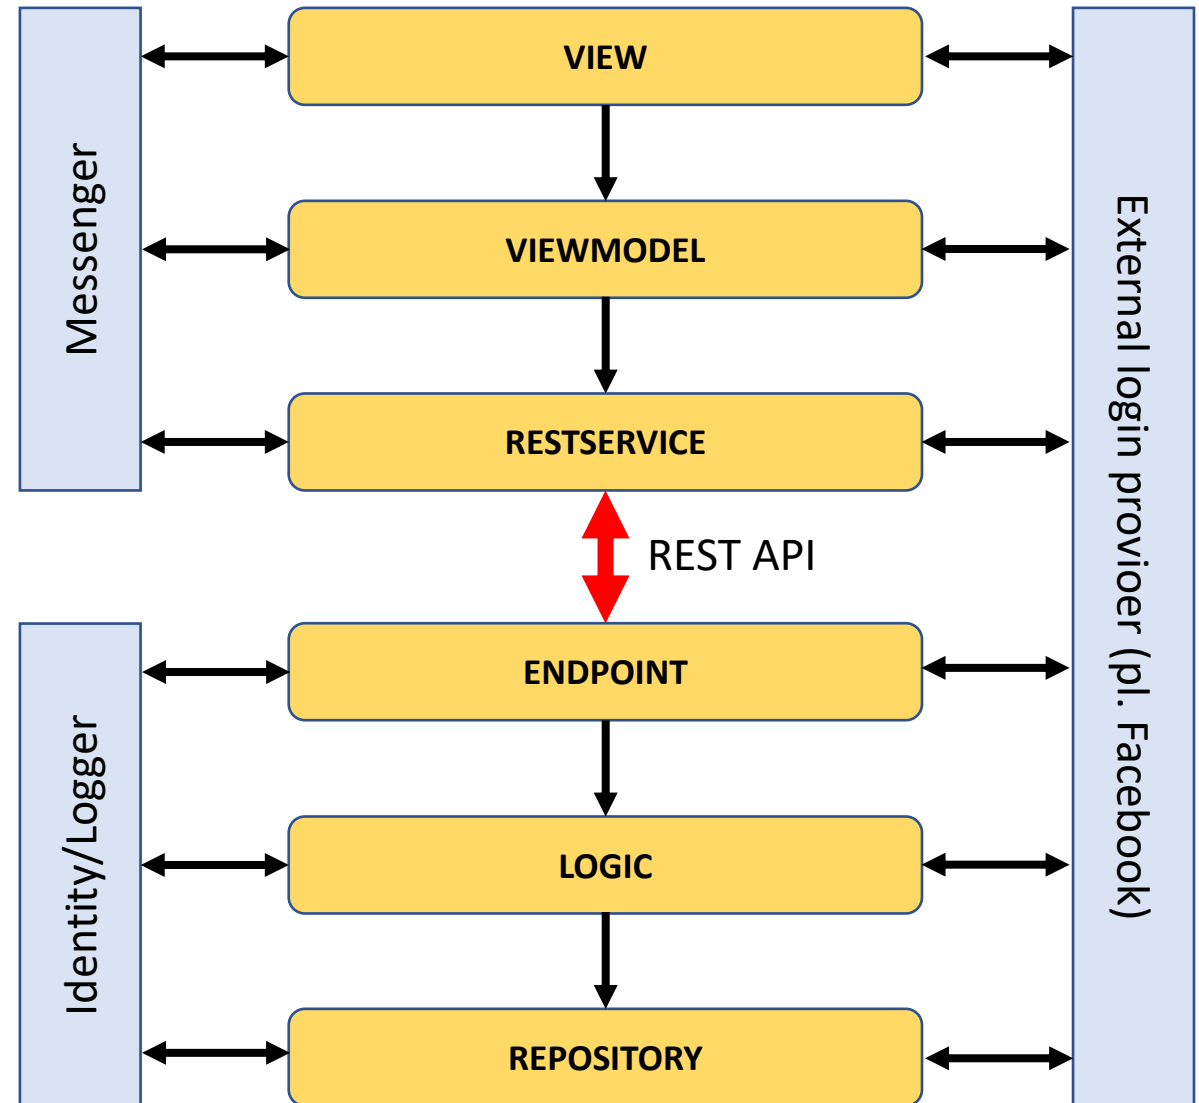 VIEW
Messenger
VIEWMODEL
RESTSERVICE
REST API
External login provioer (pl. Facebook)
ENDPOINT
Identity/Logger
LOGIC
REPOSITORY